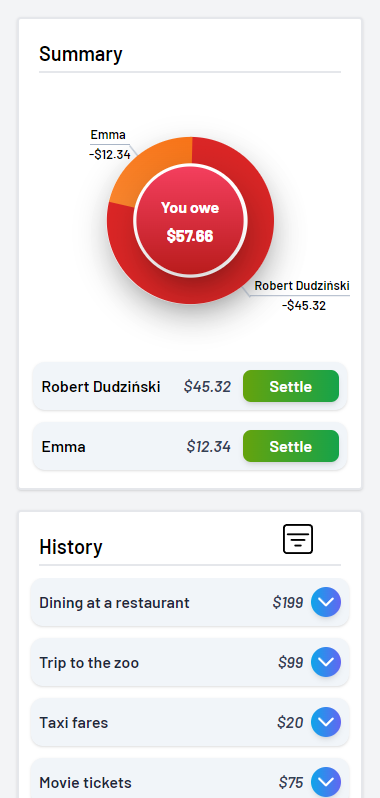 Summary
Emma
-$12.34
You owe
$57.66
Robert Dudziński
-$45.32
Robert Dudziński $45.32 Settle
Emma $12.34 Settle
History
Dining at a restaurant $199
Trip to the zoo $99
Taxi fares $20
Movie tickets $75